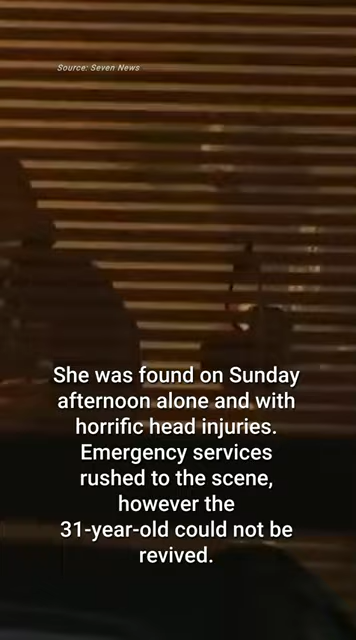 Source: Seven News
She was found on Sunday
afternoon alone and with
horrific head injuries.
Emergency services
rushed to the scene,
however the
31-year-old could not be
revived.